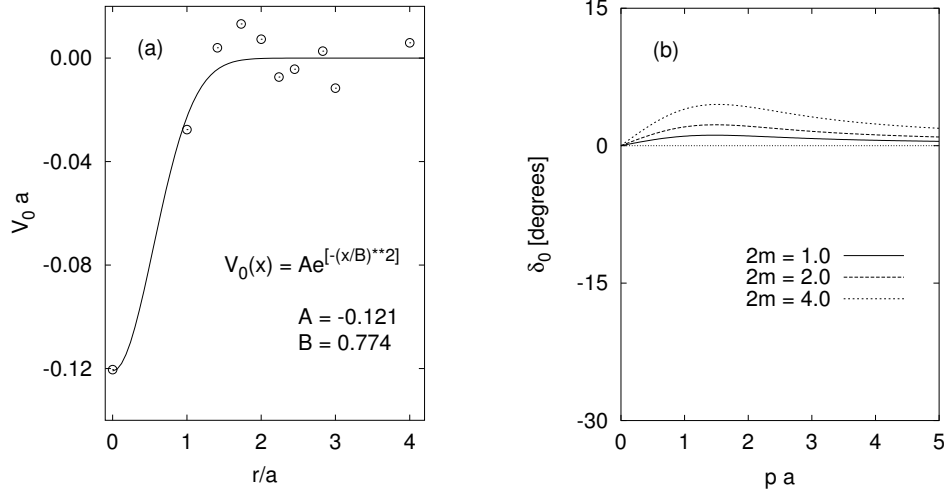 (a)
0.00
-0.04
-0.08
-0.12
V0 a
V0(x) = Ae[-(x/B)**2]
A = -0.121
B = 0.774
0 1 2 3 4
r/a
(b)
15
0
-15
-30
δ0 [degrees]
2m = 1.0
2m = 2.0
2m = 4.0
0 1 2 3 4 5
p a